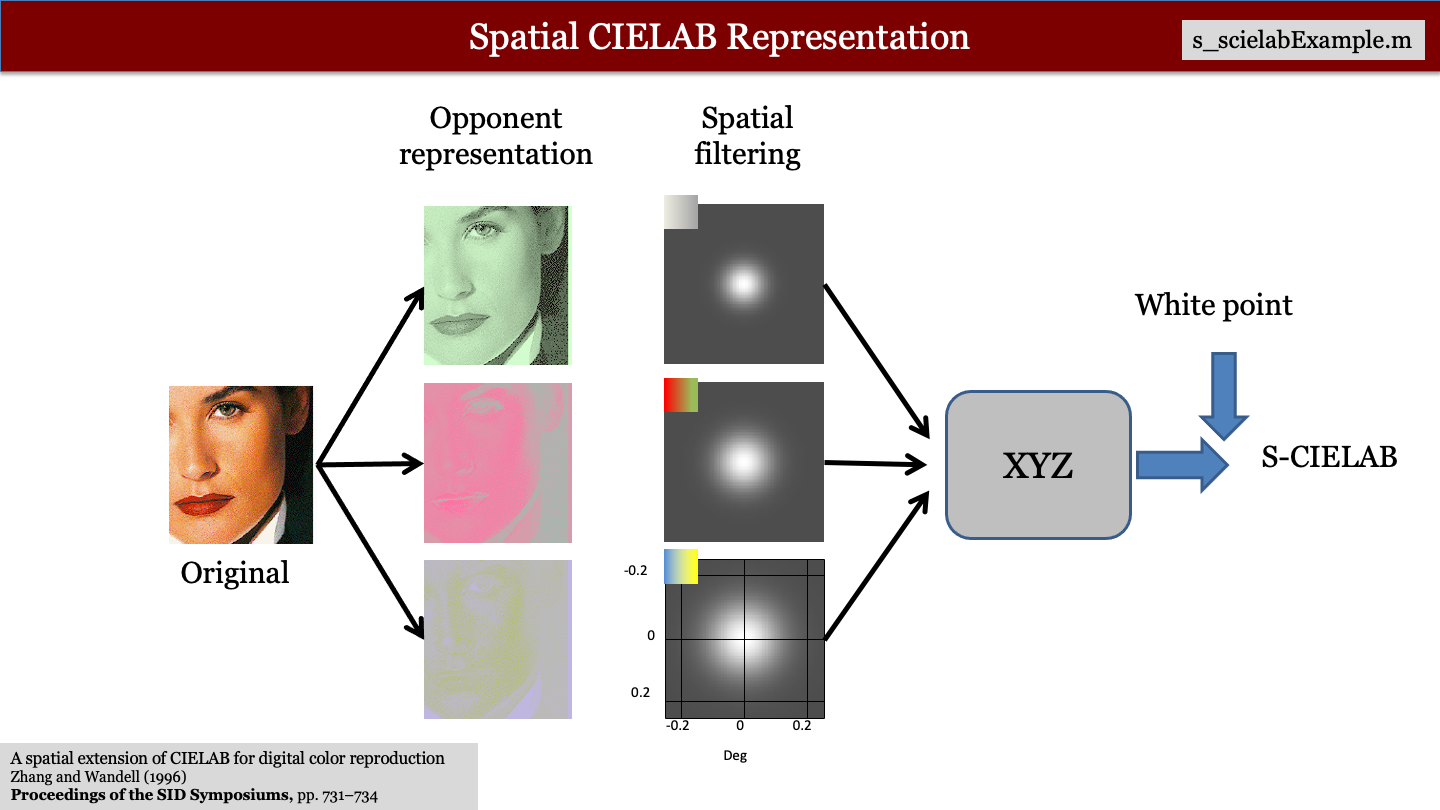 Spatial CIELAB Representation
s_scielabExample.m
Opponent
representation
Spatial
filtering
White point
XYZ
S-CIELAB
Original
-0.2
0
0.2
-0.2 0 0.2
Deg
A spatial extension of CIELAB for digital color reproduction
Zhang and Wandell (1996)
Proceedings of the SID Symposiums, pp. 731–734